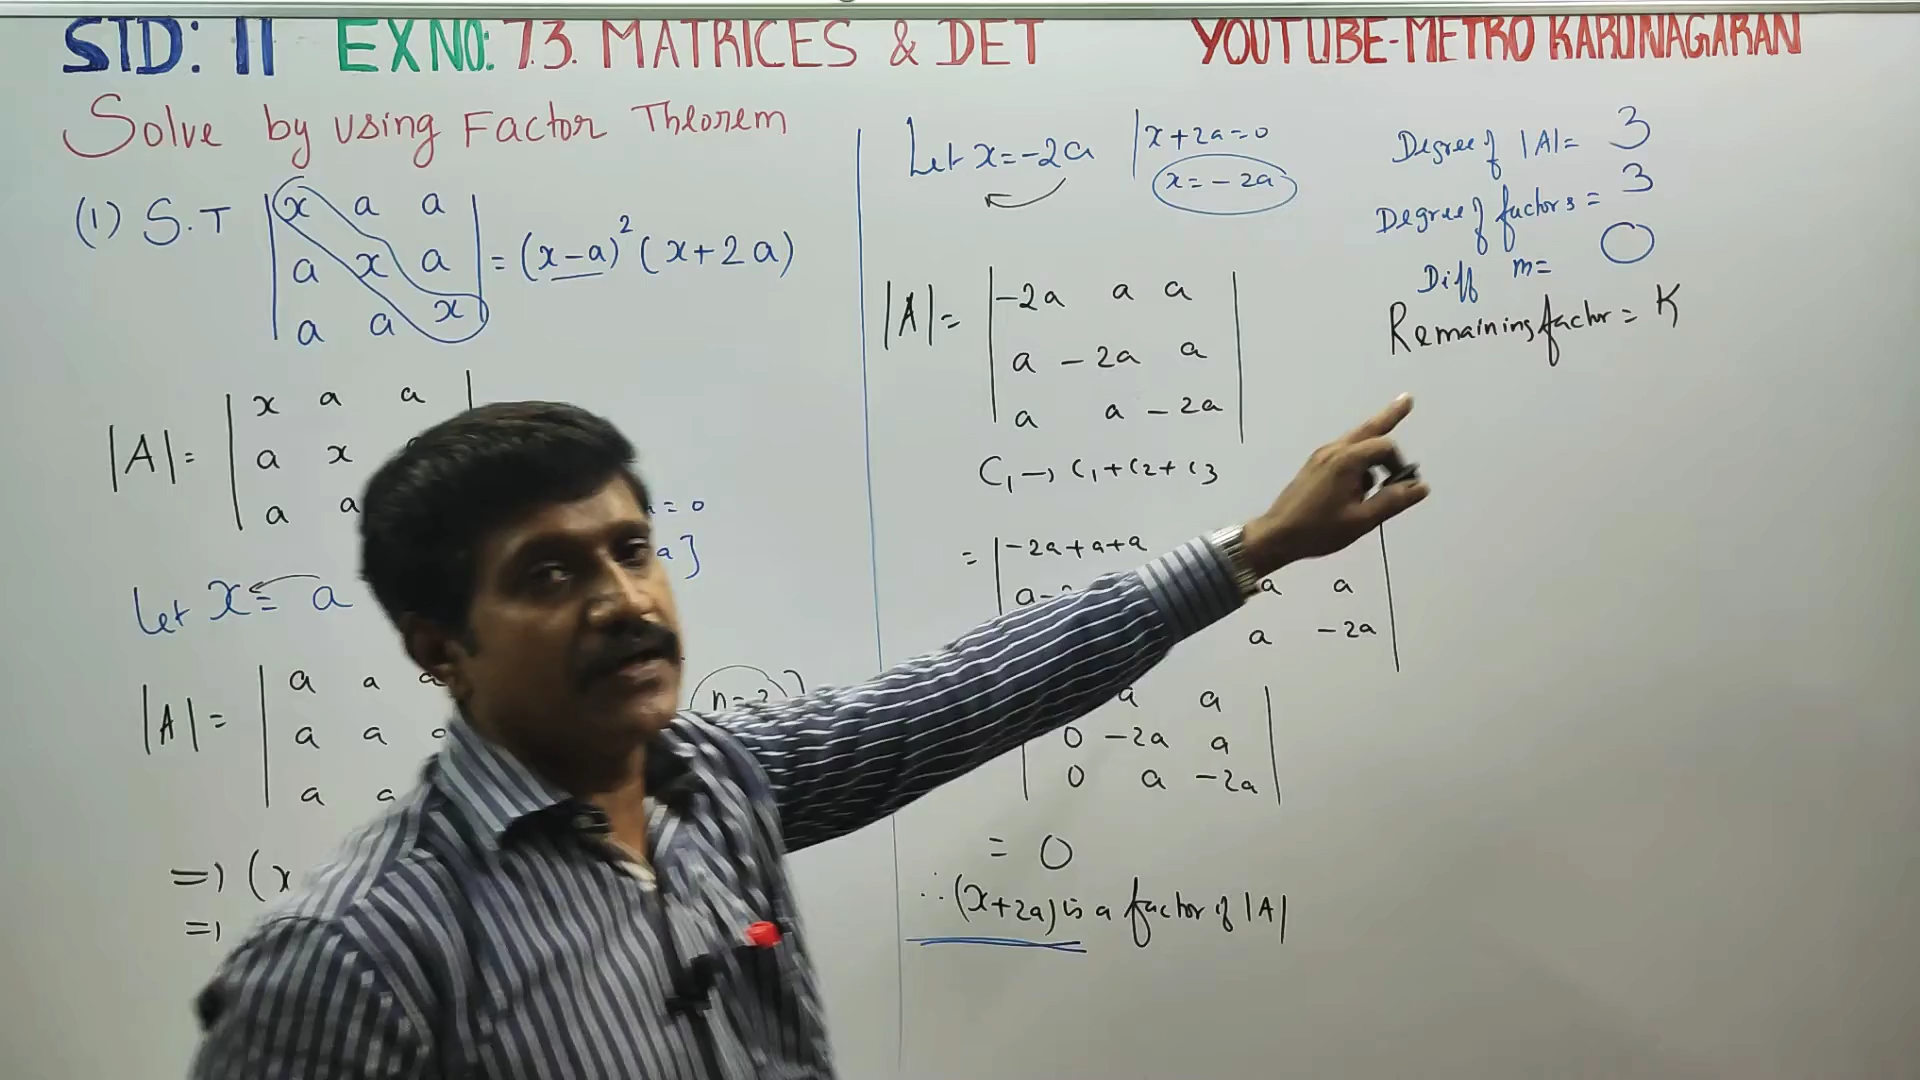 STD: 11 EX NO: 7.3. MATRICES & DET YOUTUBE-METRO KARUNAGARAN
Solve by using Factor Theorem
(1) S.T | x a a | = (x-a)² (x+2a)
| a x a |
| a a x |
|A| = | x a a |
a x
a a = 0
a]
Let x = a
|A| = | a a a
a a
a a
n=3
=> (x
=>
Let x = -2a | x+2a=0
x = -2a
|A| = | -2a a a |
| a -2a a |
| a a -2a |
C₁ → C₁+C₂+C₃
= | -2a+a+a
a- a a |
a -2a |
a a |
| 0 -2a a |
| 0 a -2a |
= 0
∴ (x+2a) is a factor of |A|
Degree of |A| = 3
Degree of factors = 3
Diff m = 0
Remaining factor = K